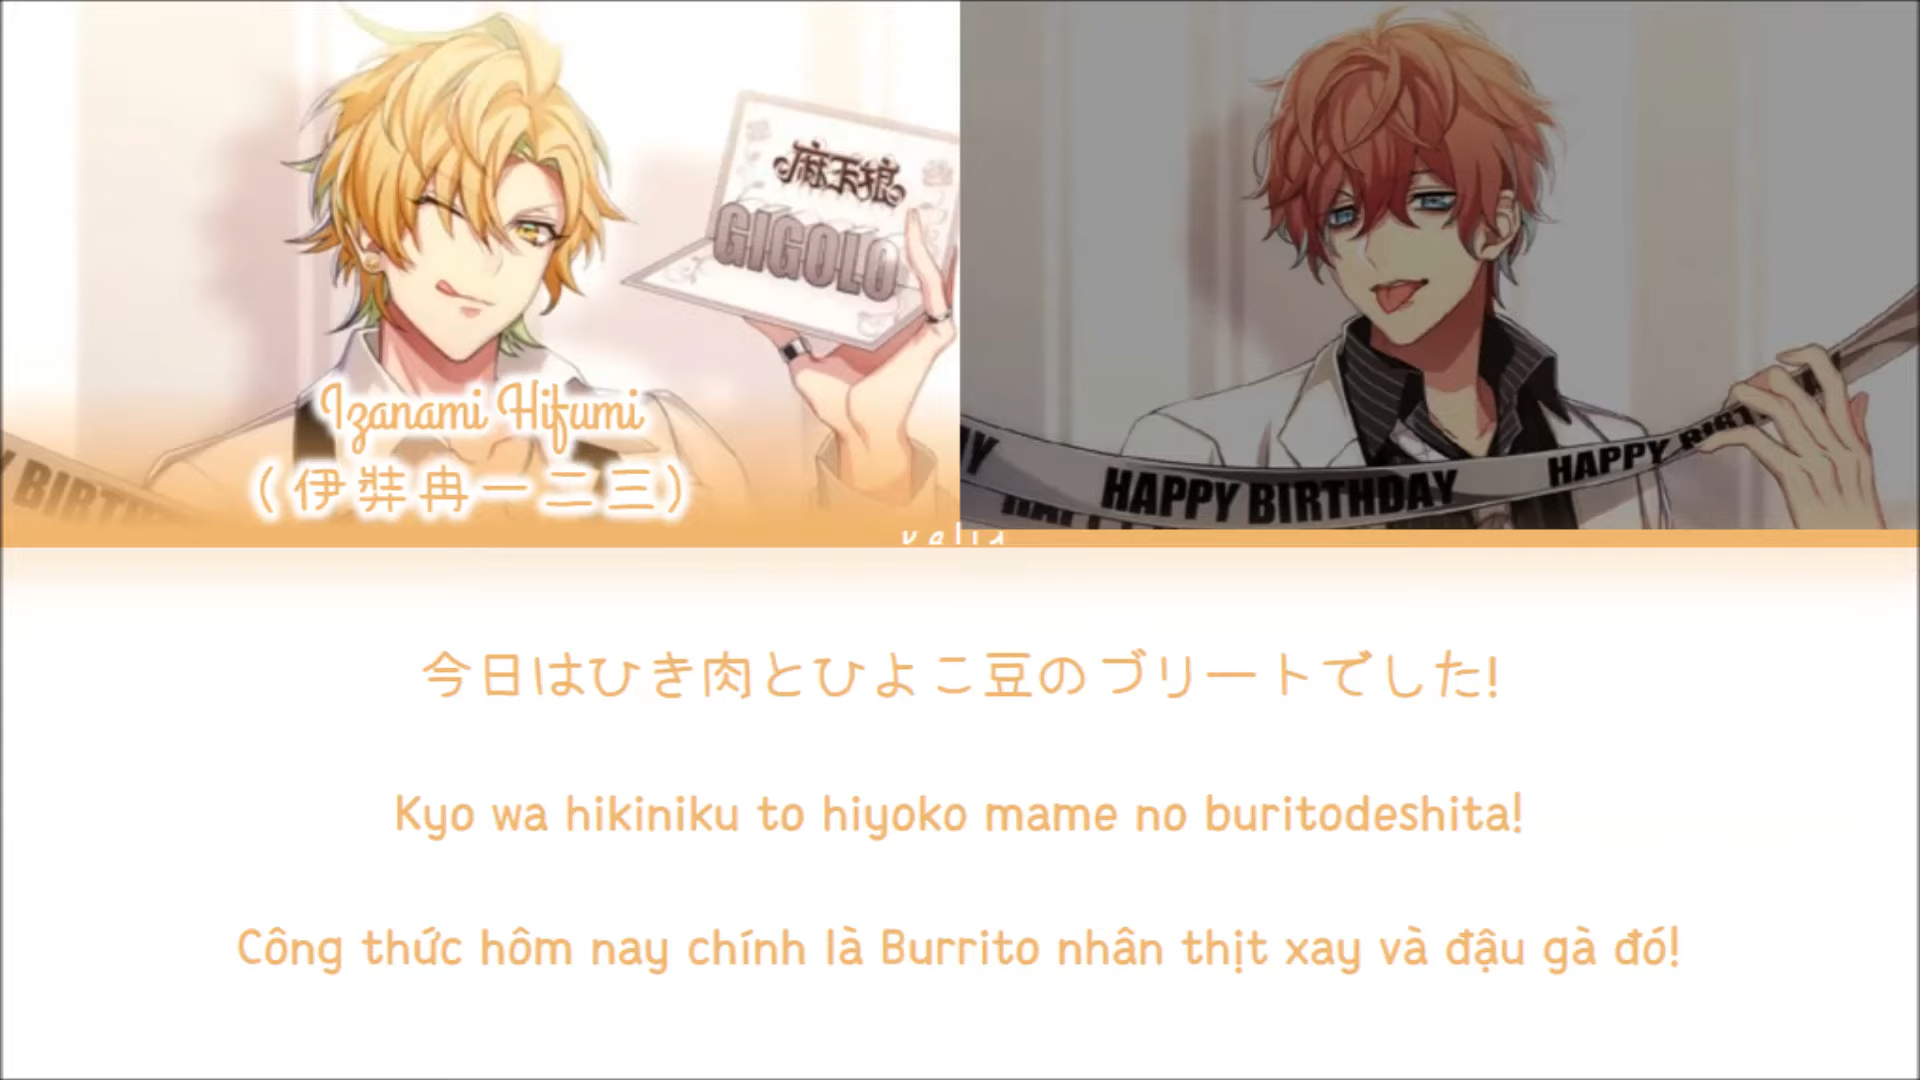 麻天狼
GIGOLO
Izanami Hifumi
(伊弉冉一二三)
BIRTH
HAPPY BIRTHDAY
HAPPY BIRT
今日はひき肉とひよこ豆のブリートでした!
Kyo wa hikiniku to hiyoko mame no buritodeshita!
Công thức hôm nay chính là Burrito nhân thịt xay và đậu gà đó!